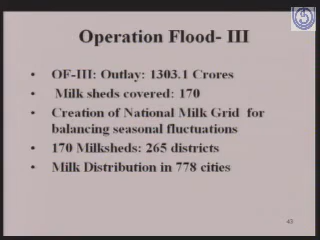 Operation Flood- III
• OF-III: Outlay: 1303.1 Crores
• Milk sheds covered: 170
• Creation of National Milk Grid for
balancing seasonal fluctuations
• 170 Milksheds: 265 districts
• Milk Distribution in 778 cities
43